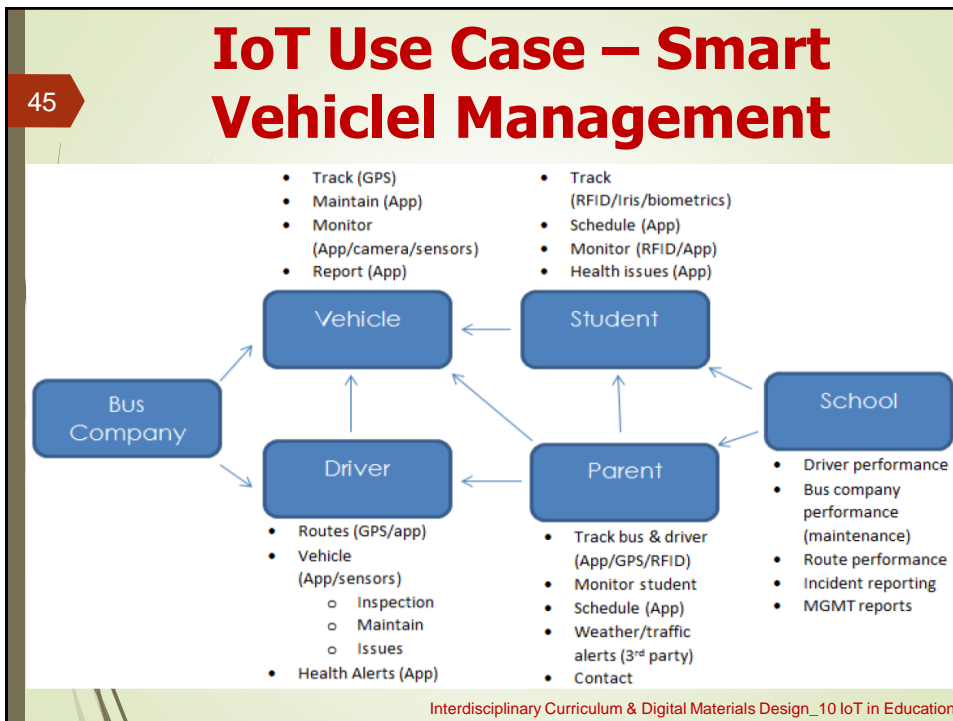 IoT Use Case – Smart
Vehiclel Management
45
• Track (GPS)
• Maintain (App)
• Monitor
(App/camera/sensors)
• Report (App)
• Track
(RFID/Iris/biometrics)
• Schedule (App)
• Monitor (RFID/App)
• Health issues (App)
Vehicle
Student
Bus
Company
School
Driver
Parent
• Routes (GPS/app)
• Vehicle
(App/sensors)
o Inspection
o Maintain
o Issues
• Health Alerts (App)
• Track bus & driver
(App/GPS/RFID)
• Monitor student
• Schedule (App)
• Weather/traffic
alerts (3rd party)
• Contact
• Driver performance
• Bus company
performance
(maintenance)
• Route performance
• Incident reporting
• MGMT reports
Interdisciplinary Curriculum & Digital Materials Design_10 IoT in Education